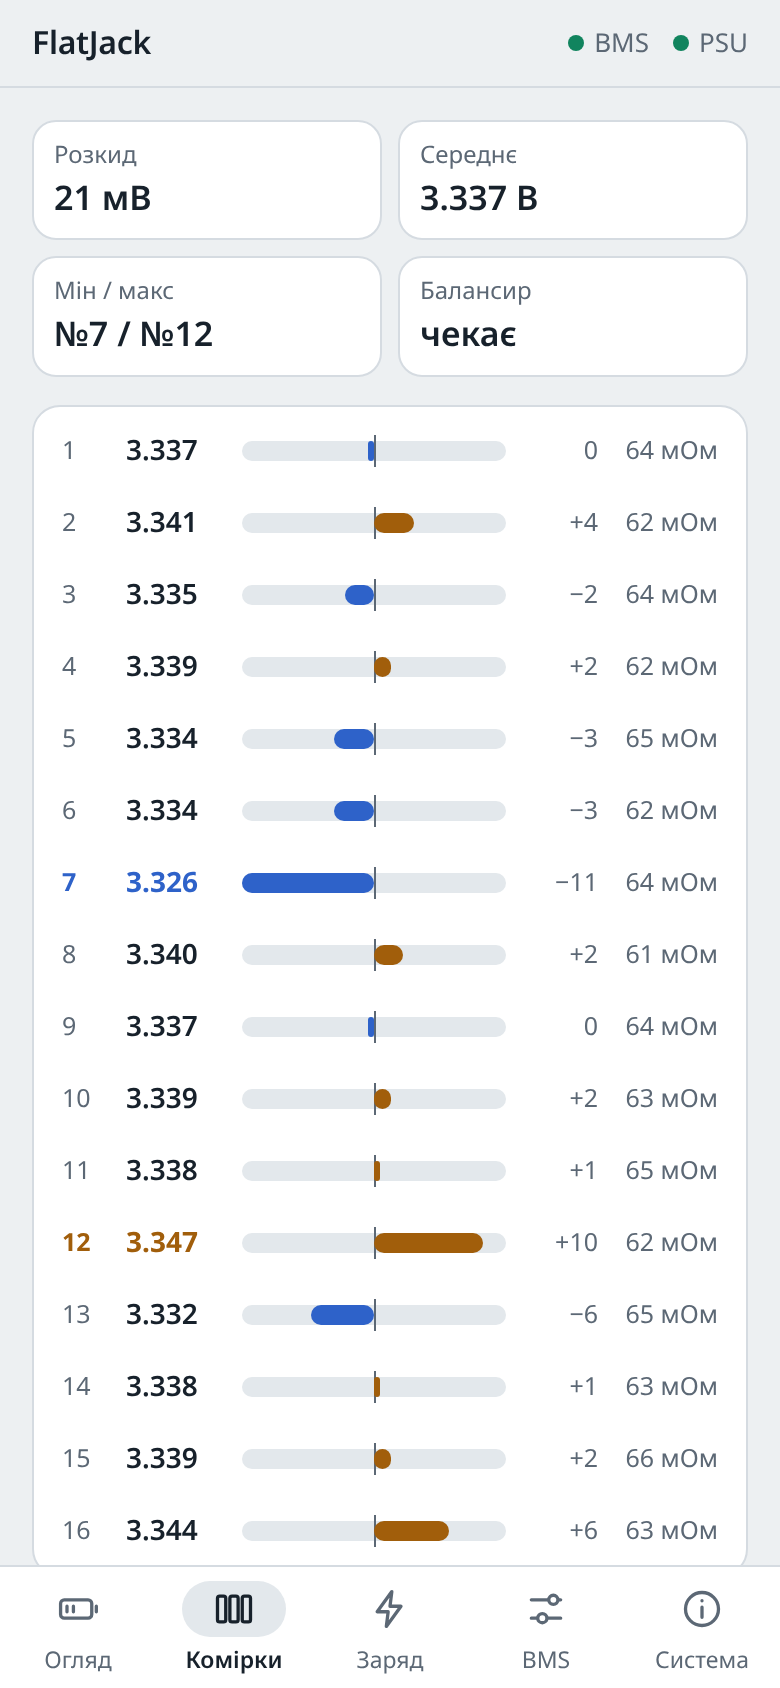 FlatJack BMS PSU
Розкид Середнє
21 мВ 3.337 В
Мін / макс Балансир
№7 / №12 чекає
1 3.337 0 64 мОм
2 3.341 +4 62 мОм
3 3.335 −2 64 мОм
4 3.339 +2 62 мОм
5 3.334 −3 65 мОм
6 3.334 −3 62 мОм
7 3.326 −11 64 мОм
8 3.340 +2 61 мОм
9 3.337 0 64 мОм
10 3.339 +2 63 мОм
11 3.338 +1 65 мОм
12 3.347 +10 62 мОм
13 3.332 −6 65 мОм
14 3.338 +1 63 мОм
15 3.339 +2 66 мОм
16 3.344 +6 63 мОм
Огляд Комірки Заряд BMS Система